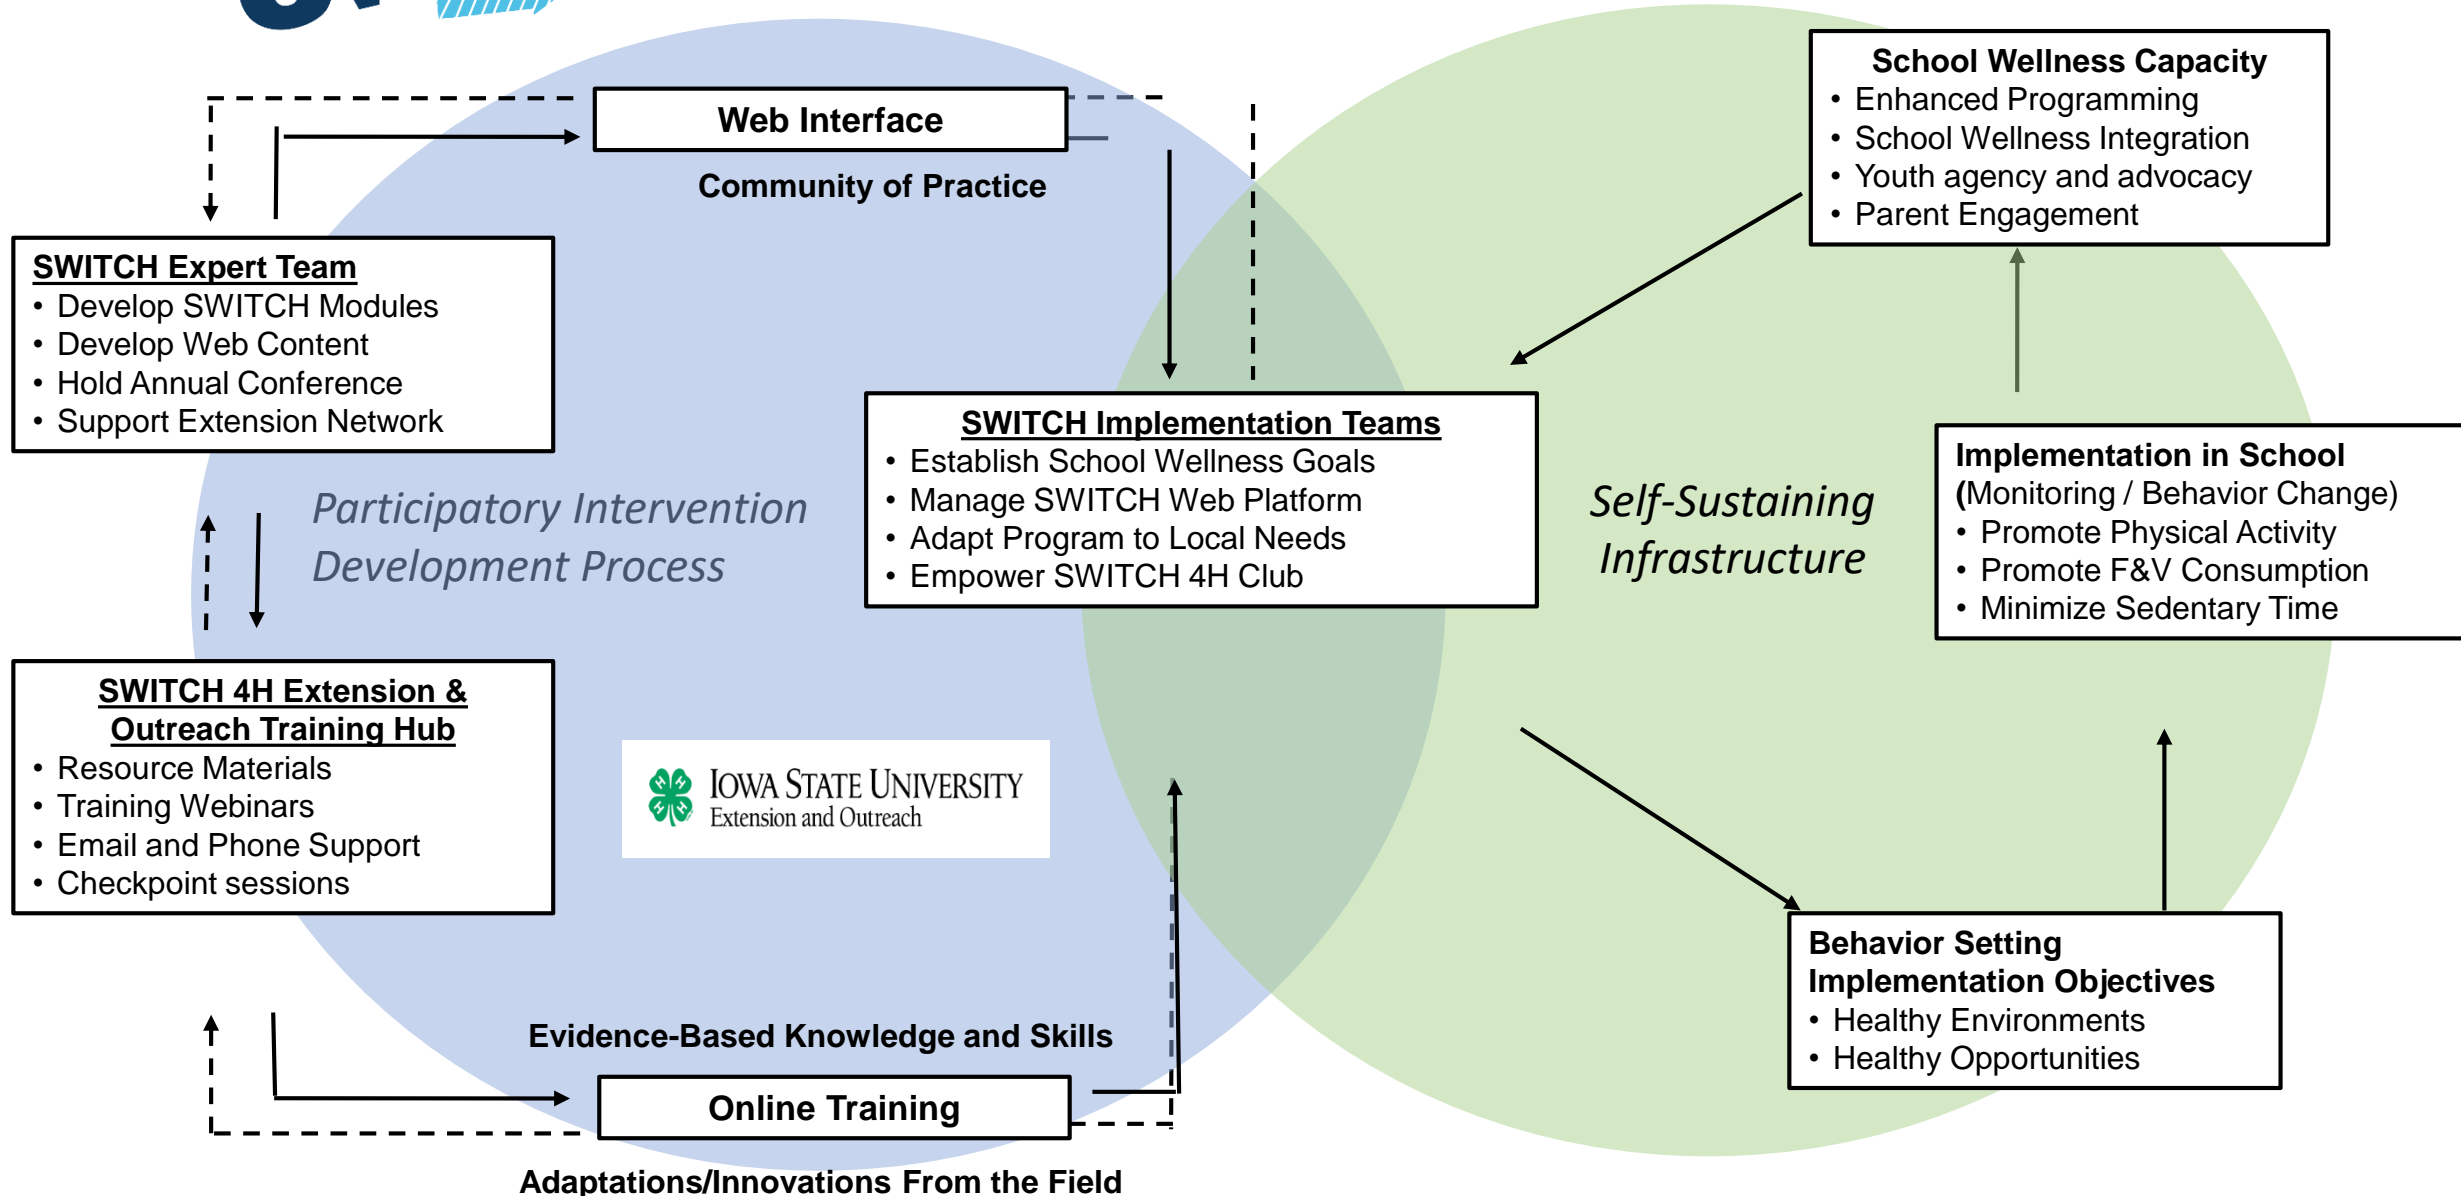 Web Interface
Community of Practice
School Wellness Capacity
• Enhanced Programming
• School Wellness Integration
• Youth agency and advocacy
• Parent Engagement
SWITCH Expert Team
• Develop SWITCH Modules
• Develop Web Content
• Hold Annual Conference
• Support Extension Network
SWITCH Implementation Teams
• Establish School Wellness Goals
• Manage SWITCH Web Platform
• Adapt Program to Local Needs
• Empower SWITCH 4H Club
Participatory Intervention
Development Process
Self-Sustaining
Infrastructure
Implementation in School
(Monitoring / Behavior Change)
• Promote Physical Activity
• Promote F&V Consumption
• Minimize Sedentary Time
SWITCH 4H Extension &
Outreach Training Hub
• Resource Materials
• Training Webinars
• Email and Phone Support
• Checkpoint sessions
H H H H
IOWA STATE UNIVERSITY
Extension and Outreach
Behavior Setting
Implementation Objectives
• Healthy Environments
• Healthy Opportunities
Evidence-Based Knowledge and Skills
Online Training
Adaptations/Innovations From the Field